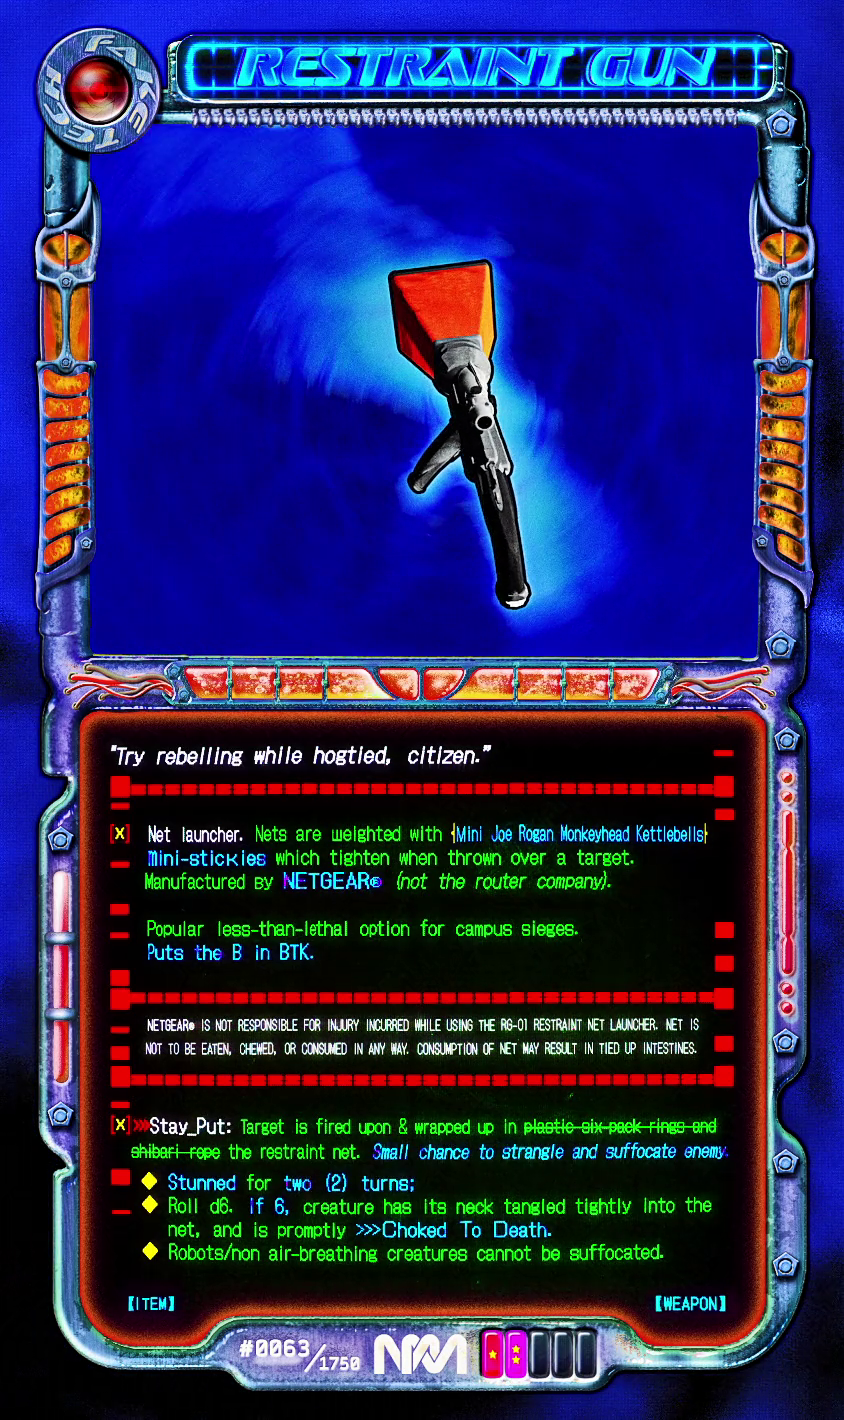 FAKE TECH
RESTRAINT GUN
"Try rebelling while hogtied, citizen."
[X] Net launcher. Nets are weighted with {Mini Joe Rogan Monkeyhead Kettlebells}
Mini-stickies which tighten when thrown over a target.
Manufactured by NETGEAR® (not the router company).
Popular less-than-lethal option for campus sieges.
Puts the B in BTK.
NETGEAR® IS NOT RESPONSIBLE FOR INJURY INCURRED WHILE USING THE RG-01 RESTRAINT NET LAUNCHER. NET IS
NOT TO BE EATEN, CHEWED, OR CONSUMED IN ANY WAY. CONSUMPTION OF NET MAY RESULT IN TIED UP INTESTINES.
[X]>>>Stay_Put: Target is fired upon & wrapped up in plastic six-pack rings and
shibari rope the restraint net. Small chance to strangle and suffocate enemy.
◆ Stunned for two (2) turns;
◆ Roll d6. If 6, creature has its neck tangled tightly into the
net, and is promptly >>>Choked To Death.
◆ Robots/non air-breathing creatures cannot be suffocated.
【ITEM】 【WEAPON】
#0063/1750 NM